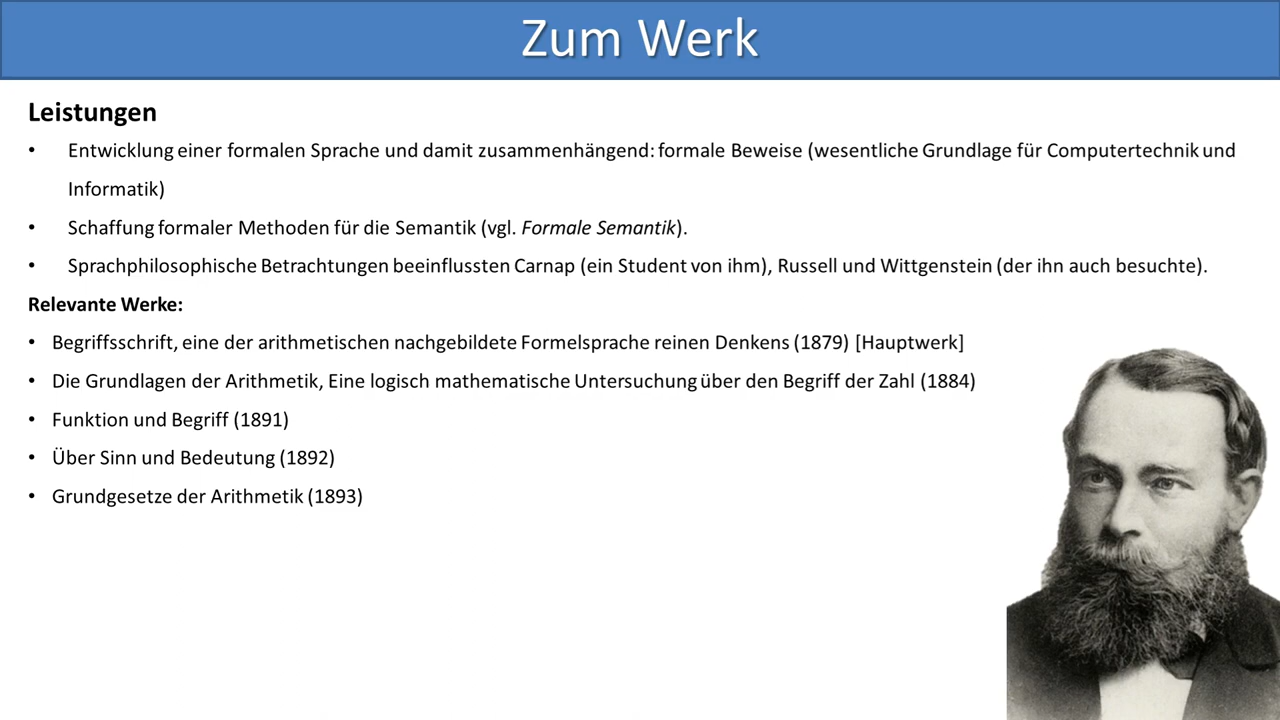 Zum Werk
Leistungen
• Entwicklung einer formalen Sprache und damit zusammenhängend: formale Beweise (wesentliche Grundlage für Computertechnik und
Informatik)
• Schaffung formaler Methoden für die Semantik (vgl. Formale Semantik).
• Sprachphilosophische Betrachtungen beeinflussten Carnap (ein Student von ihm), Russell und Wittgenstein (der ihn auch besuchte).
Relevante Werke:
• Begriffsschrift, eine der arithmetischen nachgebildete Formelsprache reinen Denkens (1879) [Hauptwerk]
• Die Grundlagen der Arithmetik, Eine logisch mathematische Untersuchung über den Begriff der Zahl (1884)
• Funktion und Begriff (1891)
• Über Sinn und Bedeutung (1892)
• Grundgesetze der Arithmetik (1893)